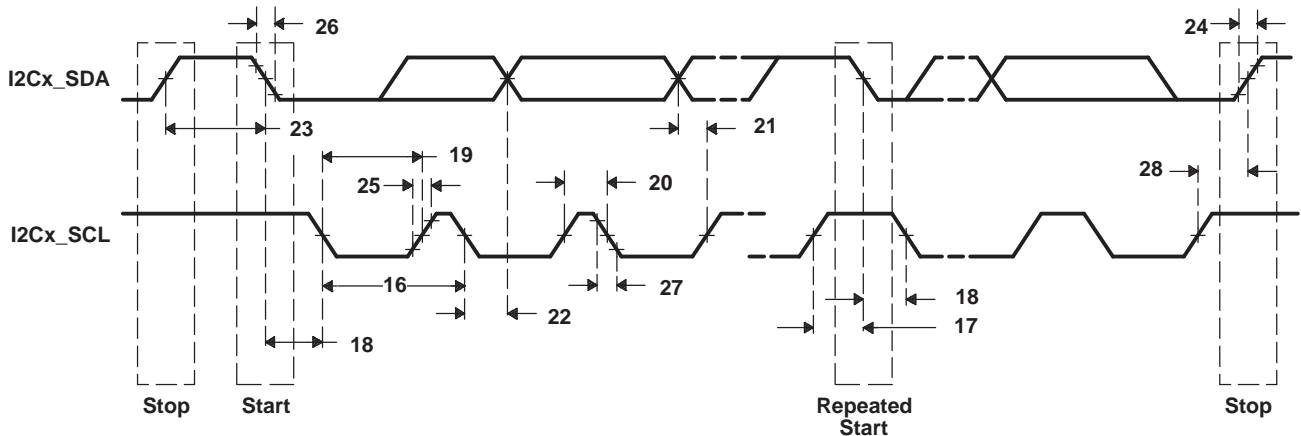 26
24
I2Cx_SDA
23
21
19
25
20
28
I2Cx_SCL
16
27
18
22
17
18
Stop
Start
Repeated
Start
Stop